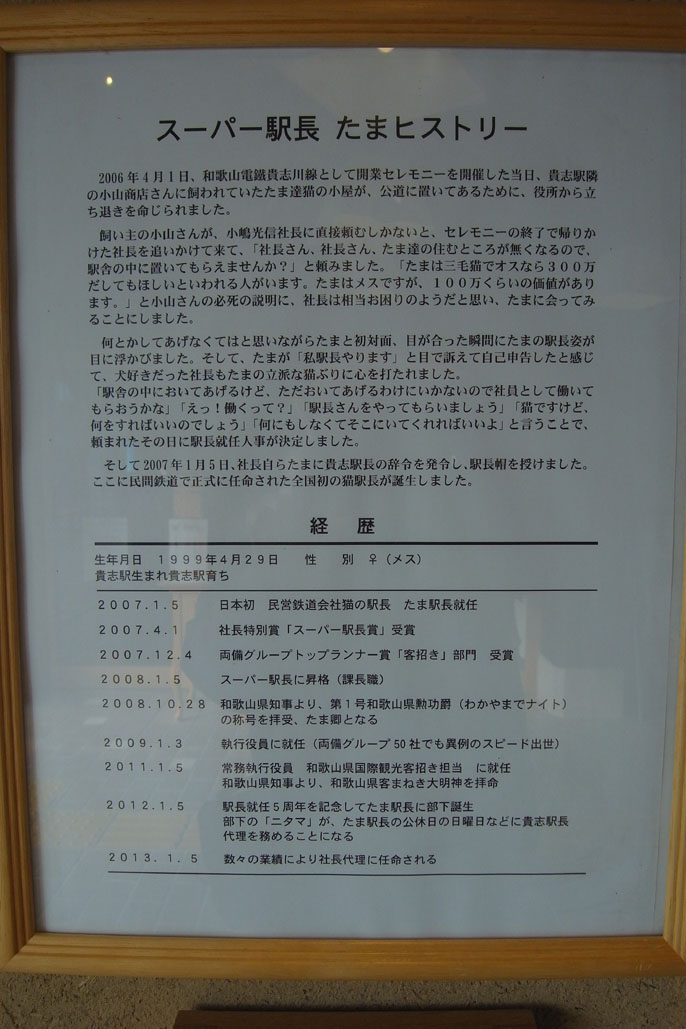 スーパー駅長 たまヒストリー
2006年4月1日、和歌山電鐵貴志川線として開業セレモニーを開催した当日、貴志駅隣
の小山商店さんに飼われていたたま達猫の小屋が、公道に置いてあるために、役所から立
ち退きを命じられました。
飼い主の小山さんが、小嶋光信社長に直接頼むしかないと、セレモニーの終了で帰りか
けた社長を追いかけて来て、「社長さん、社長さん、たま達の住むところが無くなるので、
駅舎の中に置いてもらえませんか？」と頼みました。「たまは三毛猫でオスなら３００万
だしてもほしいといわれる人がいます。たまはメスですが、１００万くらいの価値があり
ます。」と小山さんの必死の説明に、社長は相当お困りのようだと思い、たまに会ってみ
ることにしました。
何とかしてあげなくてはと思いながらたまと初対面、目が合った瞬間にたまの駅長姿が
目に浮かびました。そして、たまが「私駅長やります」と目で訴えて自己申告したと感じ
て、犬好きだった社長もたまの立派な猫ぶりに心を打たれました。
「駅舎の中においてあげるけど、ただおいてあげるわけにいかないので社員として働いて
もらおうかな」「えっ！働くって？」「駅長さんをやってもらいましょう」「猫ですけど、
何をすればいいのでしょう」「何にもしなくてそこにいてくれればいいよ」と言うことで、
頼まれたその日に駅長就任人事が決定しました。
そして2007年1月5日、社長自らたまに貴志駅長の辞令を発令し、駅長帽を授けました。
ここに民間鉄道で正式に任命された全国初の猫駅長が誕生しました。
経　歴
生年月日　１９９９年４月２９日　性　別　♀（メス）
貴志駅生まれ貴志駅育ち
２００７.１.５　日本初　民営鉄道会社猫の駅長　たま駅長就任
２００７.４.１　社長特別賞「スーパー駅長賞」受賞
２００７.１２.４　両備グループトップランナー賞「客招き」部門　受賞
２００８.１.５　スーパー駅長に昇格（課長職）
２００８.１０.２８　和歌山県知事より、第１号和歌山県勲功爵（わかやまでナイト）
の称号を拝受、たま卿となる
２００９.１.３　執行役員に就任（両備グループ50社でも異例のスピード出世）
２０１１.１.５　常務執行役員　和歌山県国際観光客招き担当　に就任
和歌山県知事より、和歌山県客まねき大明神を拝命
２０１２.１.５　駅長就任５周年を記念してたま駅長に部下誕生
部下の「ニタマ」が、たま駅長の公休日の日曜日などに貴志駅長
代理を務めることになる
２０１３.１.５　数々の業績により社長代理に任命される